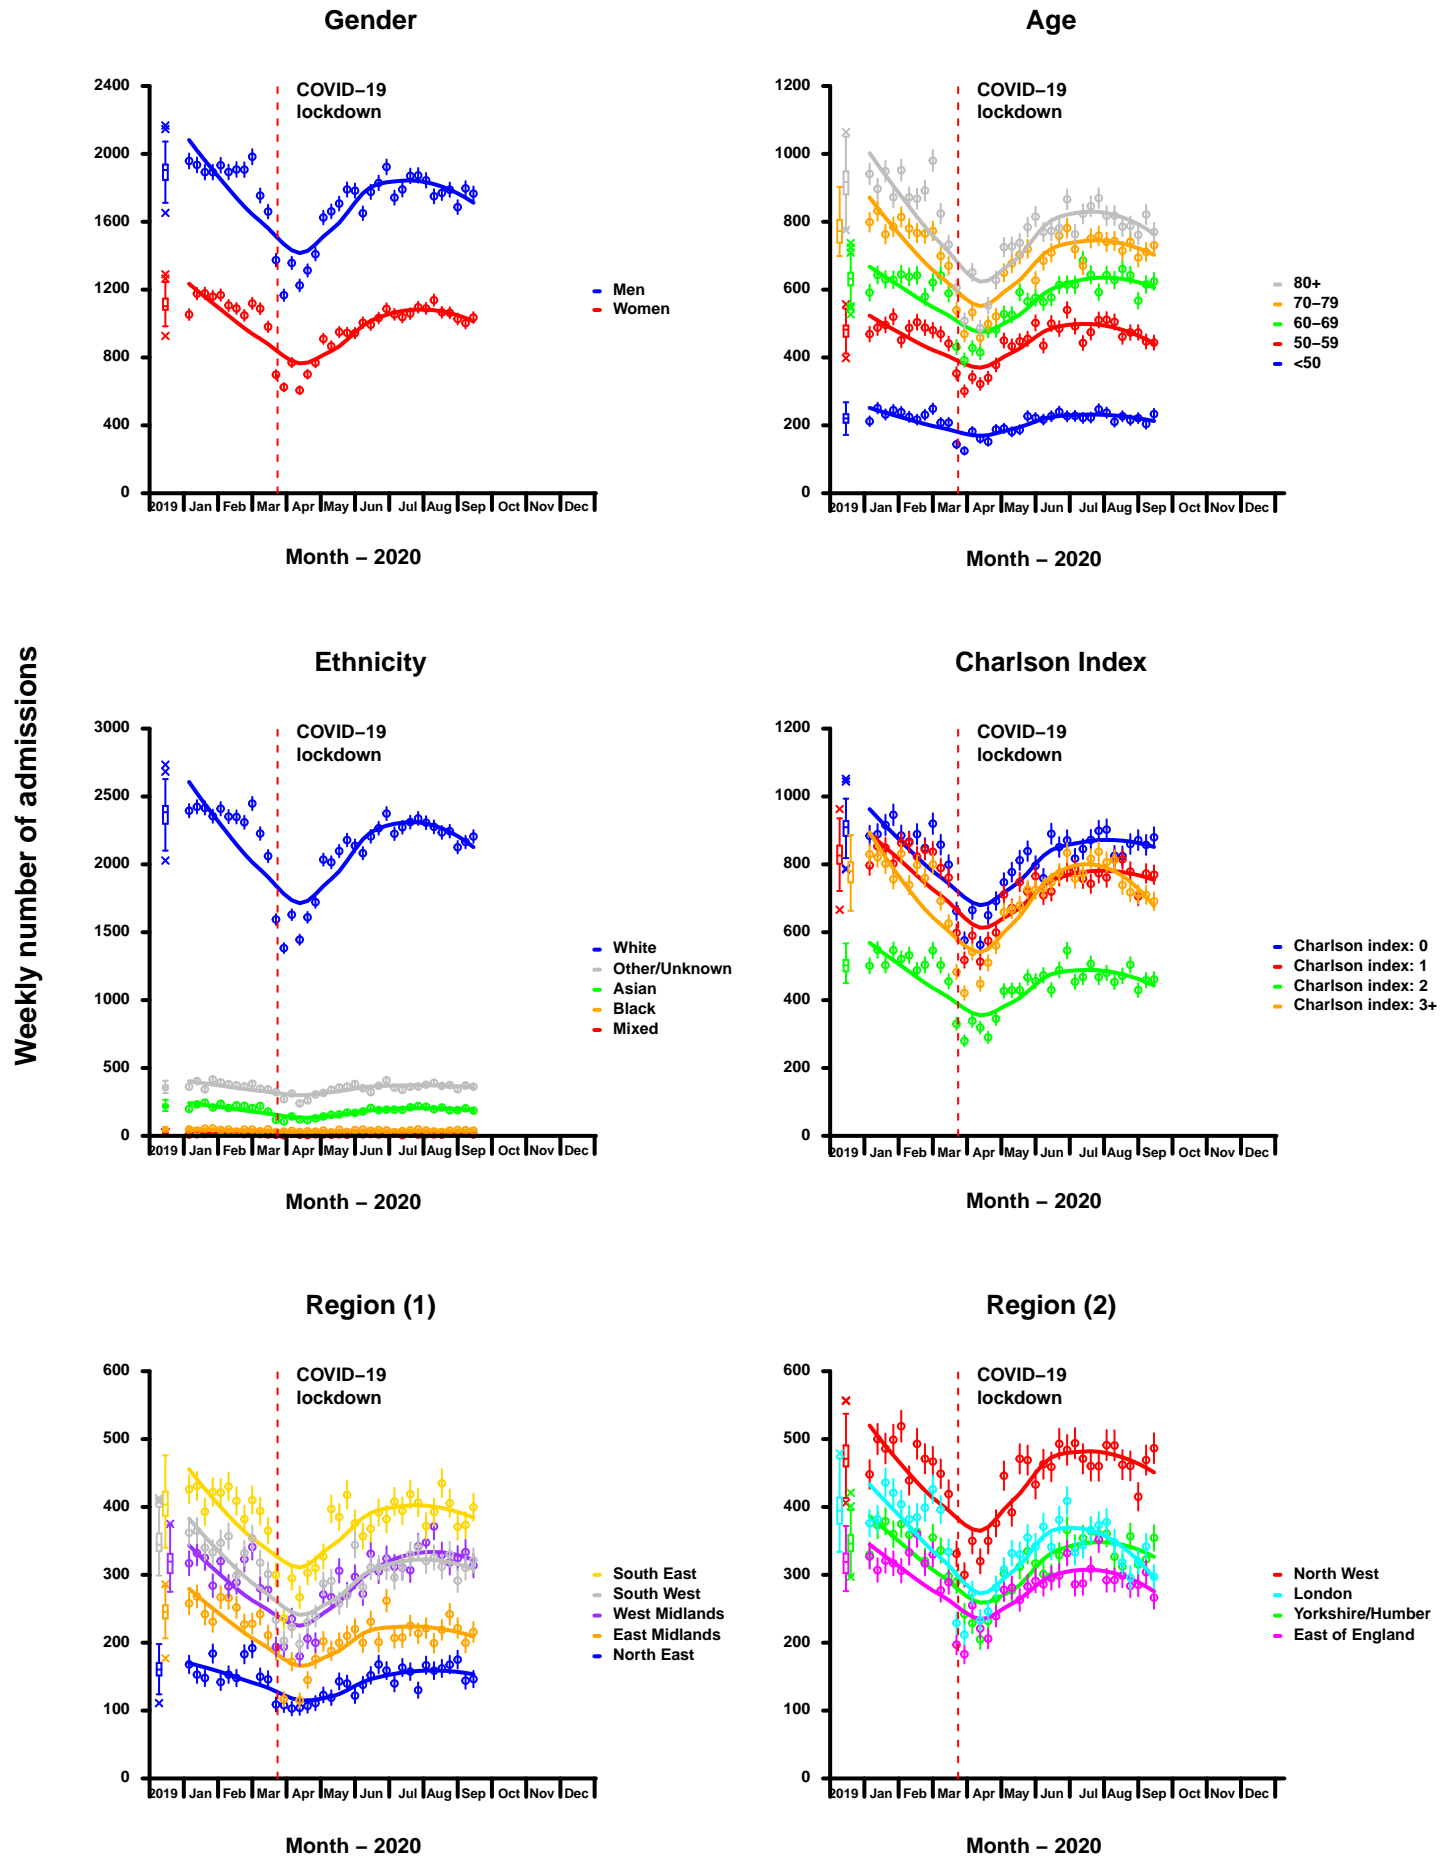 Weekly number of admissions
Gender
2400
2000
1600
1200
800
400
0
COVID−19
lockdown
Men
Women
2019 Jan Feb Mar Apr May Jun Jul Aug Sep Oct Nov Dec
Month − 2020
Age
1200
1000
800
600
400
200
0
COVID−19
lockdown
80+
70−79
60−69
50−59
<50
2019 Jan Feb Mar Apr May Jun Jul Aug Sep Oct Nov Dec
Month − 2020
Ethnicity
3000
2500
2000
1500
1000
500
0
COVID−19
lockdown
White
Other/Unknown
Asian
Black
Mixed
2019 Jan Feb Mar Apr May Jun Jul Aug Sep Oct Nov Dec
Month − 2020
Charlson Index
1200
1000
800
600
400
200
0
COVID−19
lockdown
Charlson index: 0
Charlson index: 1
Charlson index: 2
Charlson index: 3+
2019 Jan Feb Mar Apr May Jun Jul Aug Sep Oct Nov Dec
Month − 2020
Region (1)
600
500
400
300
200
100
0
COVID−19
lockdown
South East
South West
West Midlands
East Midlands
North East
2019 Jan Feb Mar Apr May Jun Jul Aug Sep Oct Nov Dec
Month − 2020
Region (2)
600
500
400
300
200
100
0
COVID−19
lockdown
North West
London
Yorkshire/Humber
East of England
2019 Jan Feb Mar Apr May Jun Jul Aug Sep Oct Nov Dec
Month − 2020